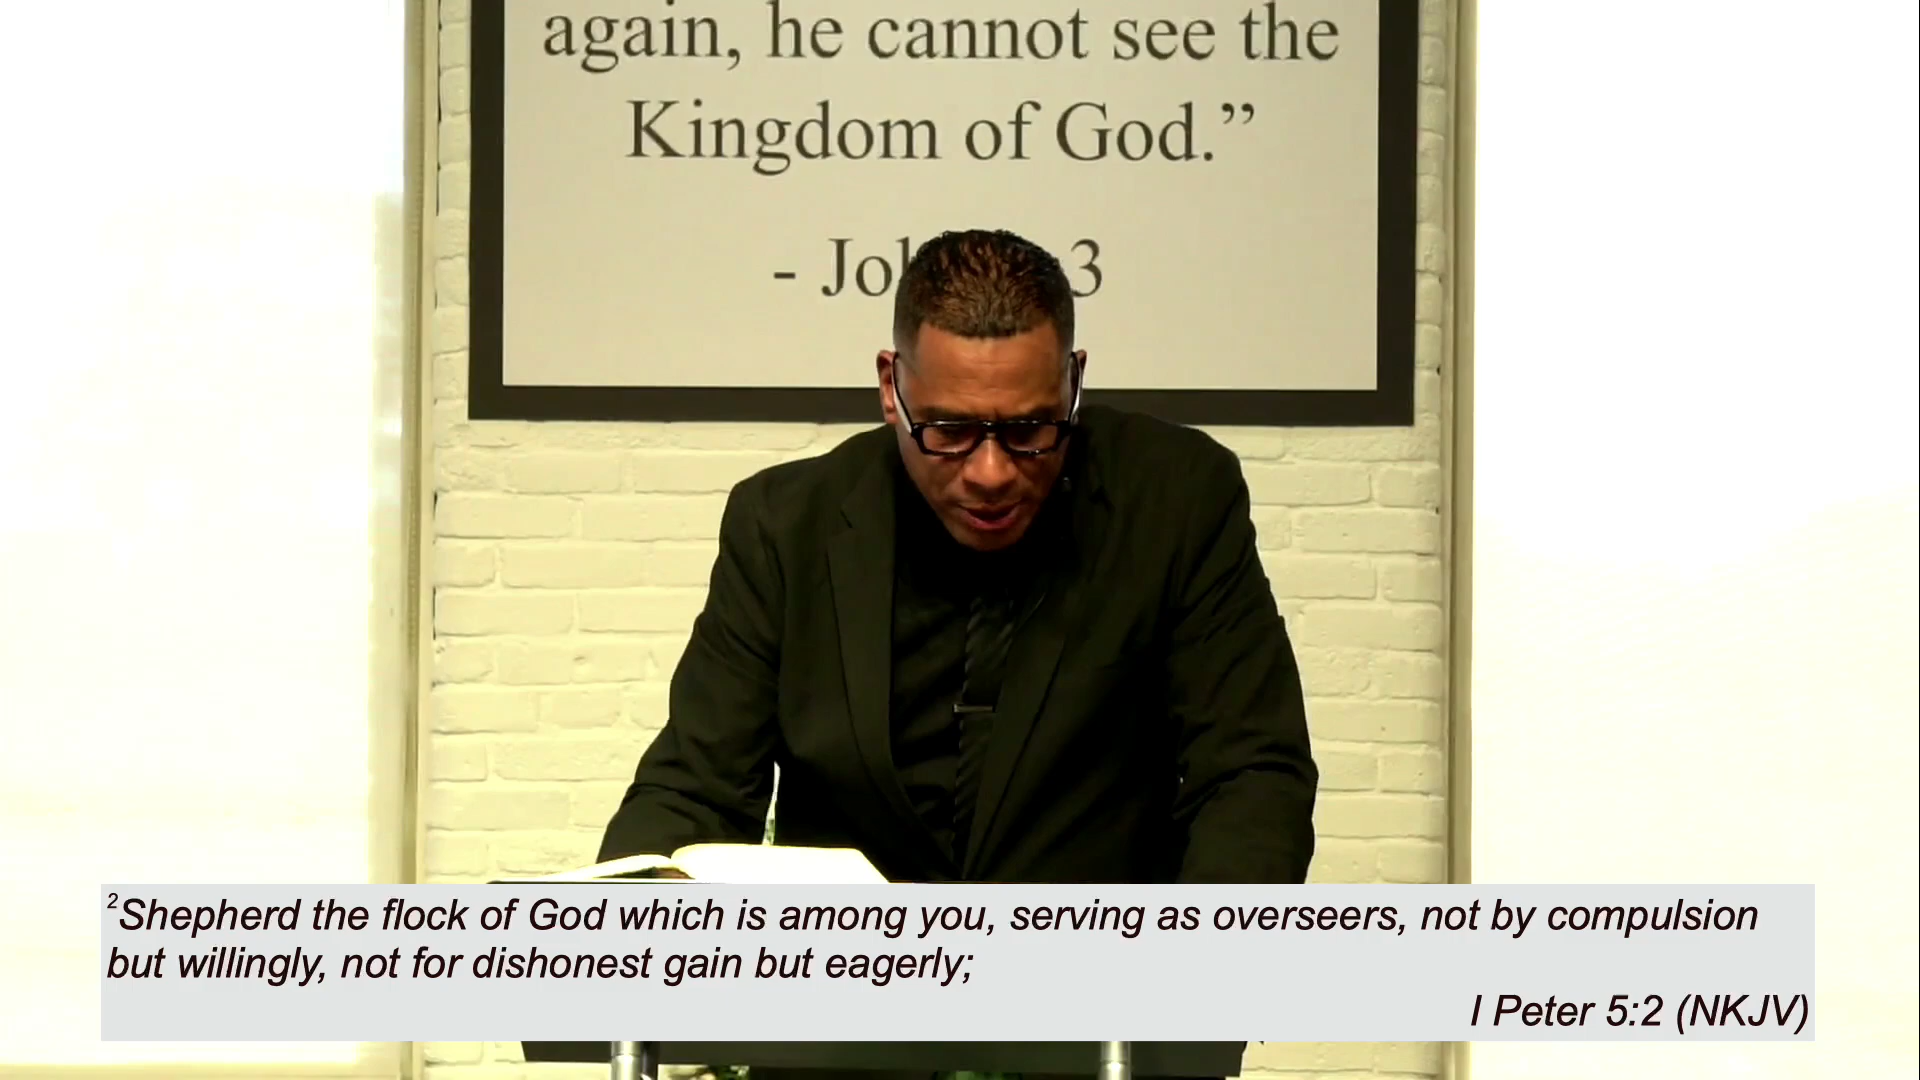 again, he cannot see the
Kingdom of God.”
- Jo 3
2Shepherd the flock of God which is among you, serving as overseers, not by compulsion
but willingly, not for dishonest gain but eagerly;
I Peter 5:2 (NKJV)